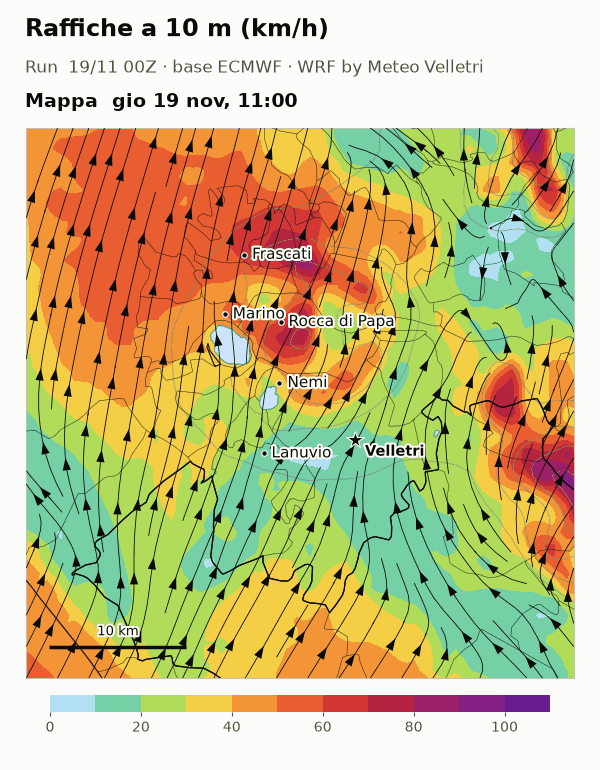 Raffiche a 10 m (km/h)
Run 19/11 00Z · base ECMWF · WRF by Meteo Velletri
Mappa gio 19 nov, 11:00
Frascati
Marino
Rocca di Papa
Nemi
Lanuvio
Velletri
10 km
0 20 40 60 80 100